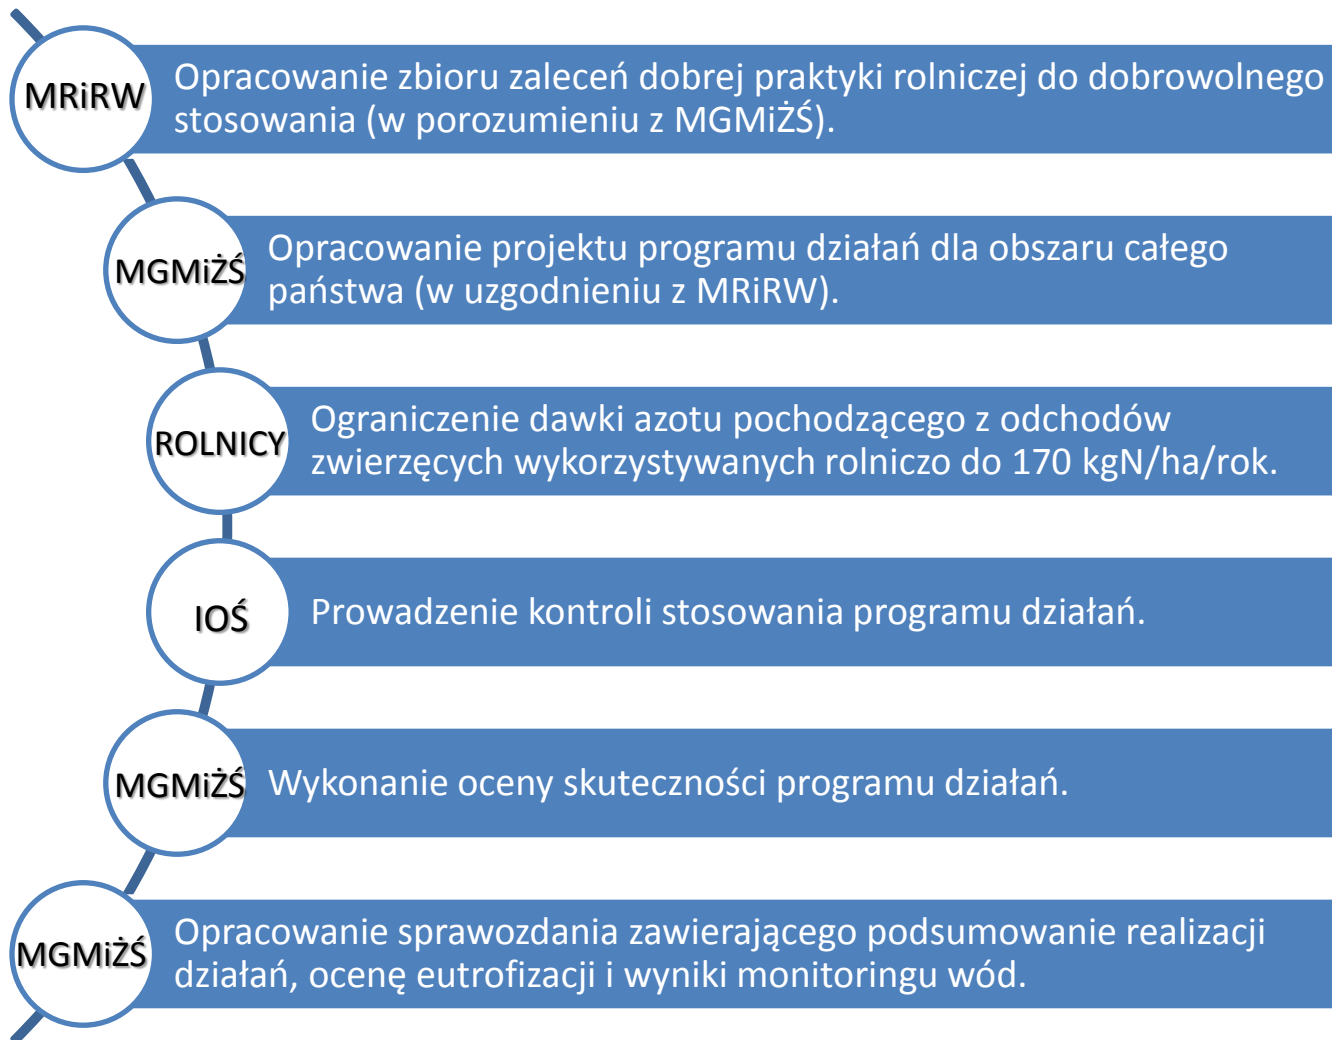 MRiRW
Opracowanie zbioru zaleceń dobrej praktyki rolniczej do dobrowolnego
stosowania (w porozumieniu z MGMiŻŚ).
MGMiŻŚ
Opracowanie projektu programu działań dla obszaru całego
państwa (w uzgodnieniu z MRiRW).
ROLNICY
Ograniczenie dawki azotu pochodzącego z odchodów
zwierzęcych wykorzystywanych rolniczo do 170 kgN/ha/rok.
IOŚ
Prowadzenie kontroli stosowania programu działań.
MGMiŻŚ
Wykonanie oceny skuteczności programu działań.
MGMiŻŚ
Opracowanie sprawozdania zawierającego podsumowanie realizacji
działań, ocenę eutrofizacji i wyniki monitoringu wód.